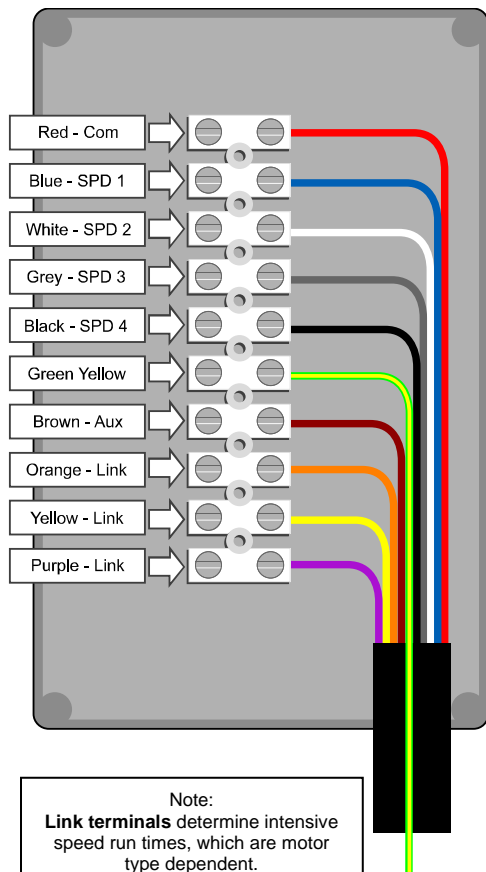 Red - Com
Blue - SPD 1
White - SPD 2
Grey - SPD 3
Black - SPD 4
Green Yellow
Brown - Aux
Orange - Link
Yellow - Link
Purple - Link
Note:
Link terminals determine intensive
speed run times, which are motor
type dependent.